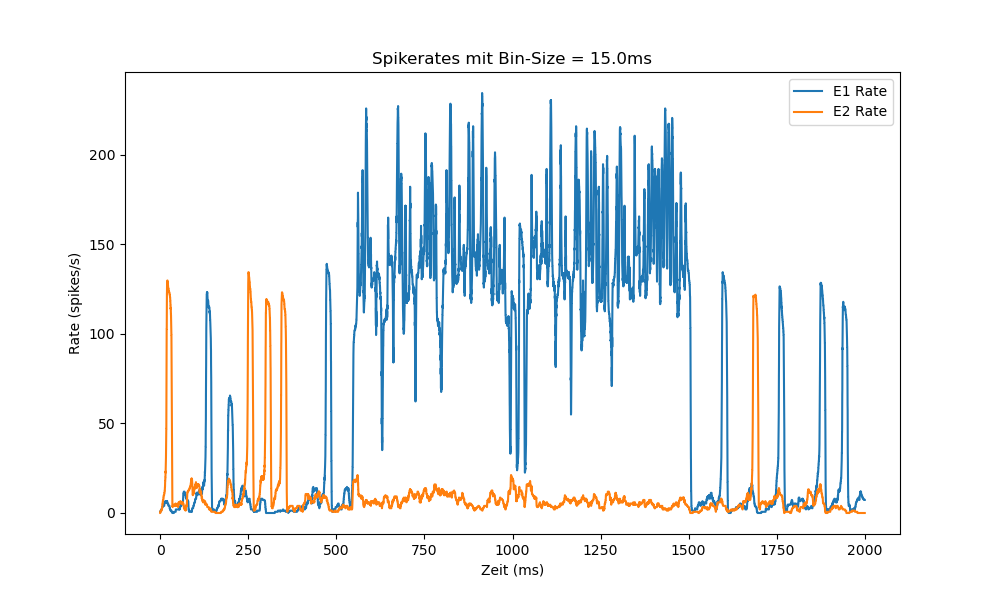 Spikerates mit Bin-Size = 15.0ms
E1 Rate
E2 Rate
Rate (spikes/s)
200
150
100
50
0
0 250 500 750 1000 1250 1500 1750 2000
Zeit (ms)